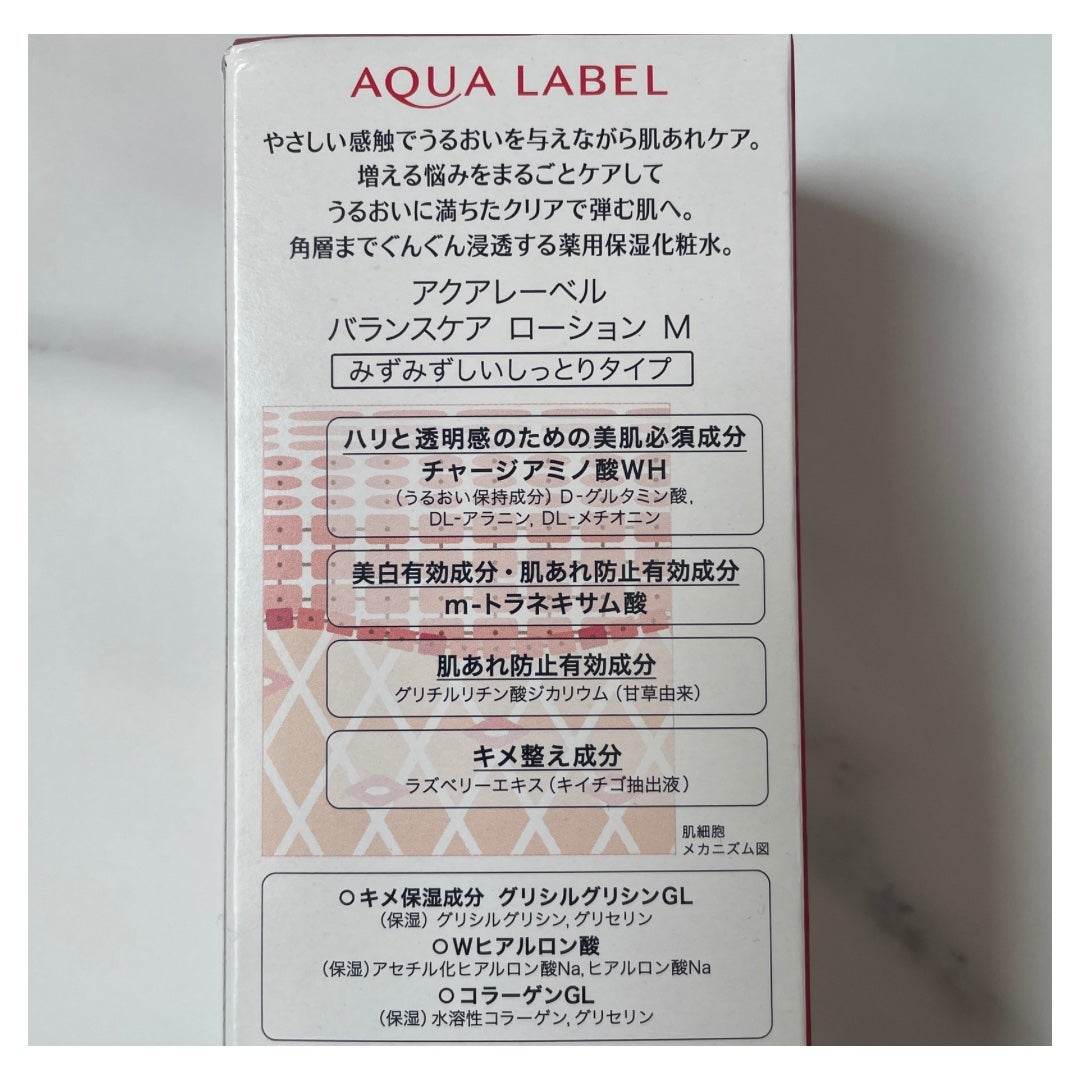 AQUA LABEL
やさしい感触でうるおいを与えながら肌あれケア。
増える悩みをまるごとケアして
うるおいに満ちたクリアで弾む肌へ。
角層までぐんぐん浸透する薬用保湿化粧水。
アクアレーベル
バランスケア ローション M
みずみずしいしっとりタイプ
ハリと透明感のための美肌必須成分
チャージアミノ酸WH
(うるおい保持成分) D-グルタミン酸,
DL-アラニン, DL-メチオニン
美白有効成分・肌あれ防止有効成分
m-トラネキサム酸
肌あれ防止有効成分
グリチルリチン酸ジカリウム (甘草由来)
キメ整え成分
ラズベリーエキス (キイチゴ抽出液)
肌細胞
メカニズム図
○キメ保湿成分 グリシルグリシンGL
(保湿) グリシルグリシン, グリセリン
○Wヒアルロン酸
(保湿)アセチル化ヒアルロン酸Na, ヒアルロン酸Na
○コラーゲンGL
(保湿) 水溶性コラーゲン, グリセリン